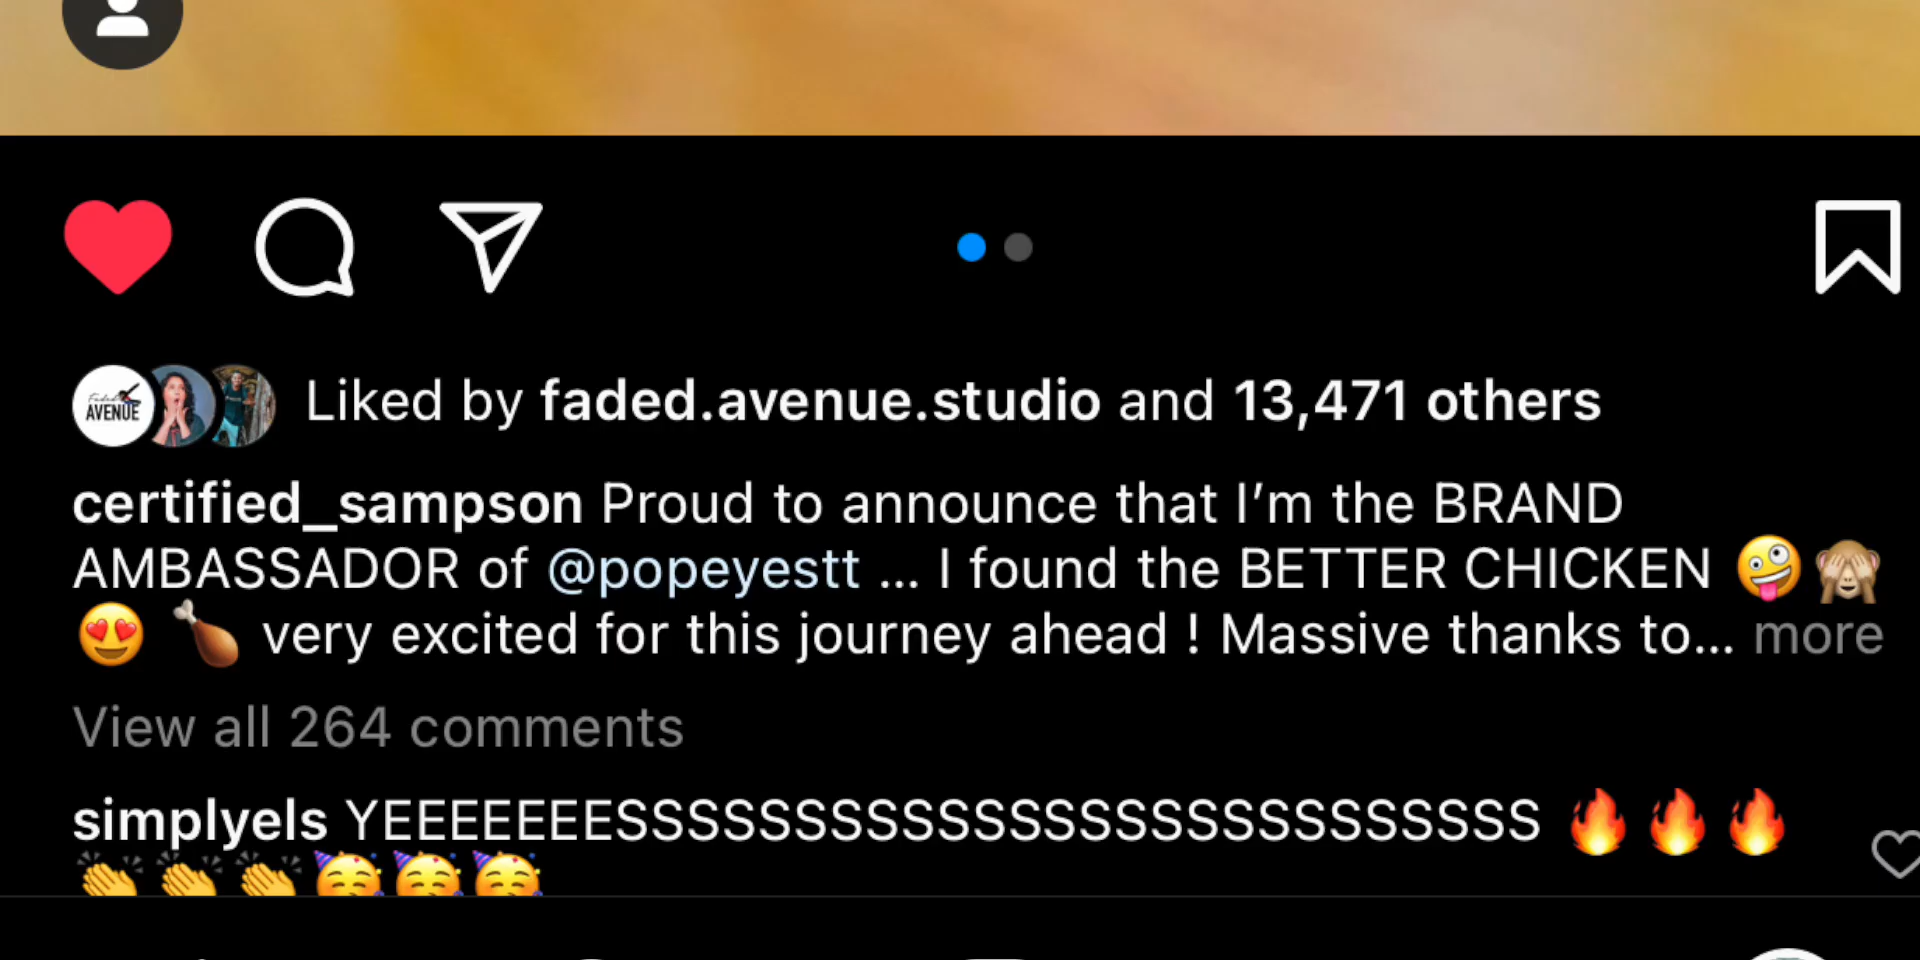 Faded
AVENUE
Liked by faded.avenue.studio and 13,471 others
certified_sampson Proud to announce that I’m the BRAND
AMBASSADOR of @popeyestt ... I found the BETTER CHICKEN 🤪🙈
😍 🍗 very excited for this journey ahead ! Massive thanks to... more
View all 264 comments
simplyels YEEEEEEESSSSSSSSSSSSSSSSSSSSSSSSSS 🔥 🔥 🔥
👏 👏 👏 🥳 🥳 🥳